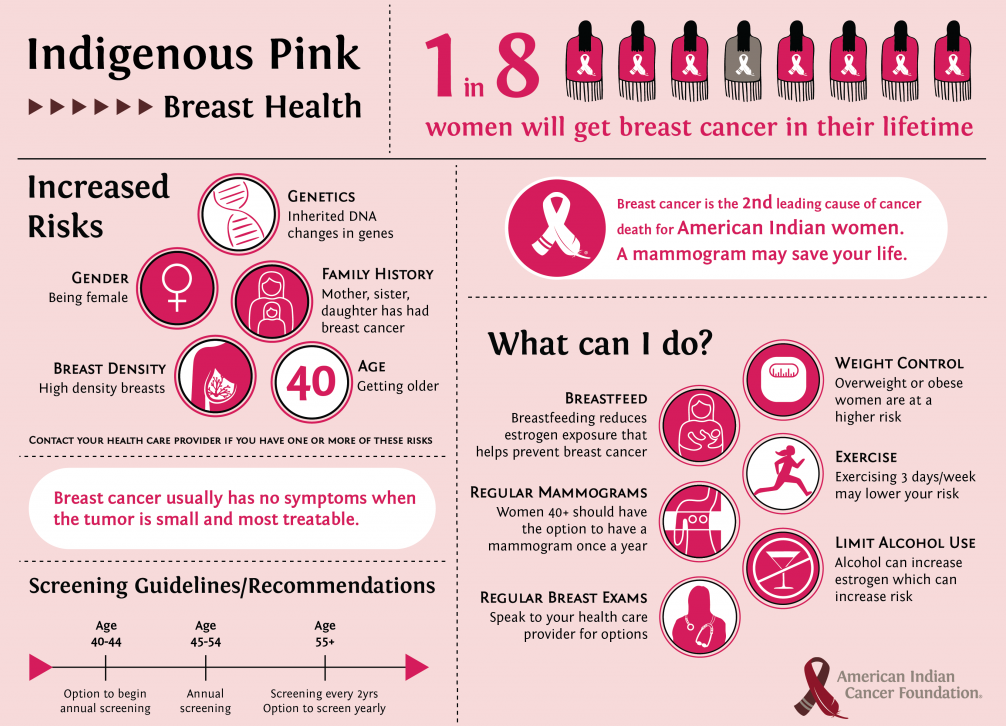 Indigenous Pink
Breast Health
1 in 8
women will get breast cancer in their lifetime
Increased
Risks
GENETICS
Inherited DNA
changes in genes
GENDER
Being female
FAMILY HISTORY
Mother, sister,
daughter has had
breast cancer
BREAST DENSITY
High density breasts
40
AGE
Getting older
CONTACT YOUR HEALTH CARE PROVIDER IF YOU HAVE ONE OR MORE OF THESE RISKS
Breast cancer usually has no symptoms when
the tumor is small and most treatable.
Screening Guidelines/Recommendations
Age
40-44
Option to begin
annual screening
Age
45-54
Annual
screening
Age
55+
Screening every 2yrs
Option to screen yearly
Breast cancer is the 2nd leading cause of cancer
death for American Indian women.
A mammogram may save your life.
What can I do?
BREASTFEED
Breastfeeding reduces
estrogen exposure that
helps prevent breast cancer
REGULAR MAMMOGRAMS
Women 40+ should have
the option to have a
mammogram once a year
REGULAR BREAST EXAMS
Speak to your health care
provider for options
WEIGHT CONTROL
Overweight or obese
women are at a
higher risk
EXERCISE
Exercising 3 days/week
may lower your risk
LIMIT ALCOHOL USE
Alcohol can increase
estrogen which can
increase risk
American Indian
Cancer Foundation®